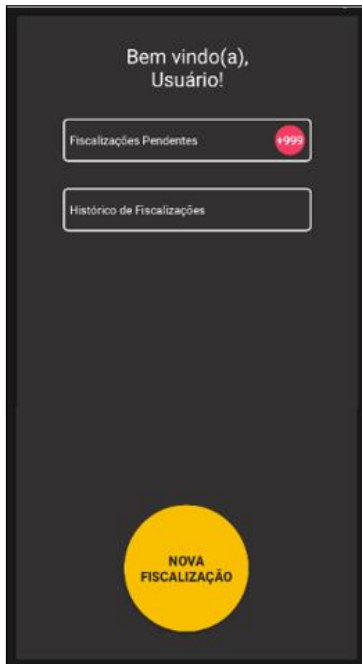 Bem vindo(a),
Usuário!
Fiscalizações Pendentes +999
Histórico de Fiscalizações
NOVA
FISCALIZAÇÃO